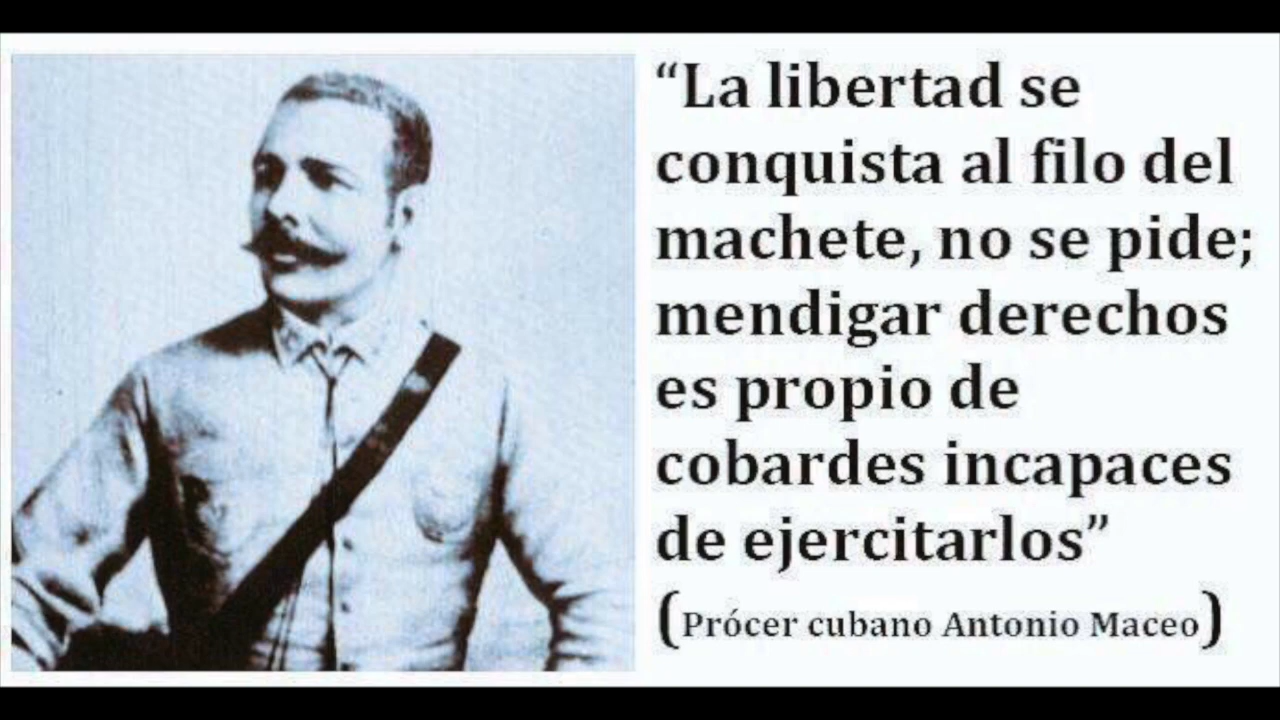 “La libertad se
conquista al filo del
machete, no se pide;
mendigar derechos
es propio de
cobardes incapaces
de ejercitarlos”
(Prócer cubano Antonio Maceo)